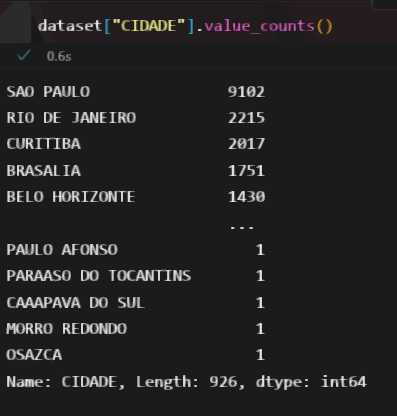 dataset["CIDADE"].value_counts()
0.6s
SAO PAULO 9102
RIO DE JANEIRO 2215
CURITIBA 2017
BRASALIA 1751
BELO HORIZONTE 1430
...
PAULO AFONSO 1
PARAASO DO TOCANTINS 1
CAAAPAVA DO SUL 1
MORRO REDONDO 1
OSAZCA 1
Name: CIDADE, Length: 926, dtype: int64